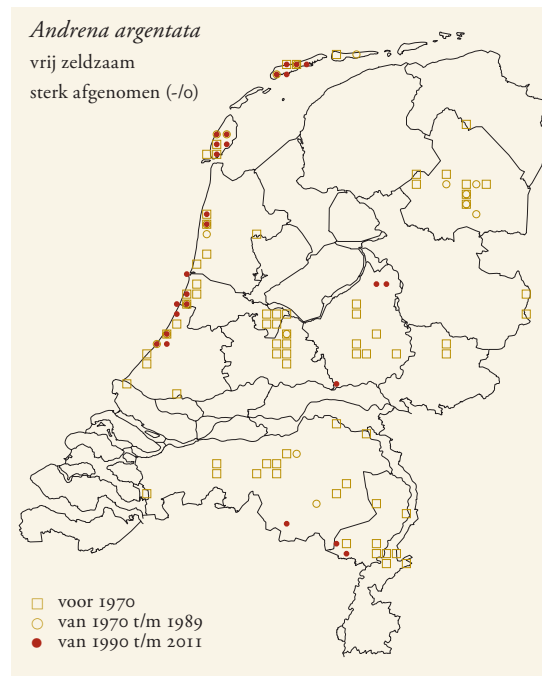 Andrena argentata
vrij zeldzaam
sterk afgenomen (-/0)
voor 1970
van 1970 t/m 1989
van 1990 t/m 2011